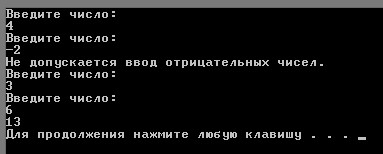 Введите число:
4
Введите число:
-2
Не допускается ввод отрицательных чисел.
Введите число:
3
Введите число:
6
13
Для продолжения нажмите любую клавишу . . . _